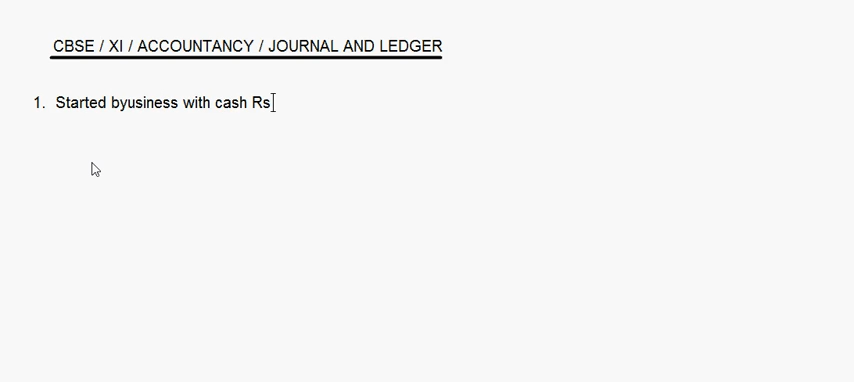 CBSE / XI / ACCOUNTANCY / JOURNAL AND LEDGER
1. Started byusiness with cash Rs